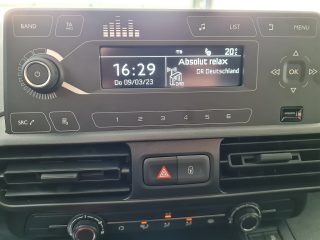 BAND
LIST
MENU
20°
16:29
Absolut relax
Do 09/03/23
DR Deutschland
OK
SRC
1 2 3 4 5 6